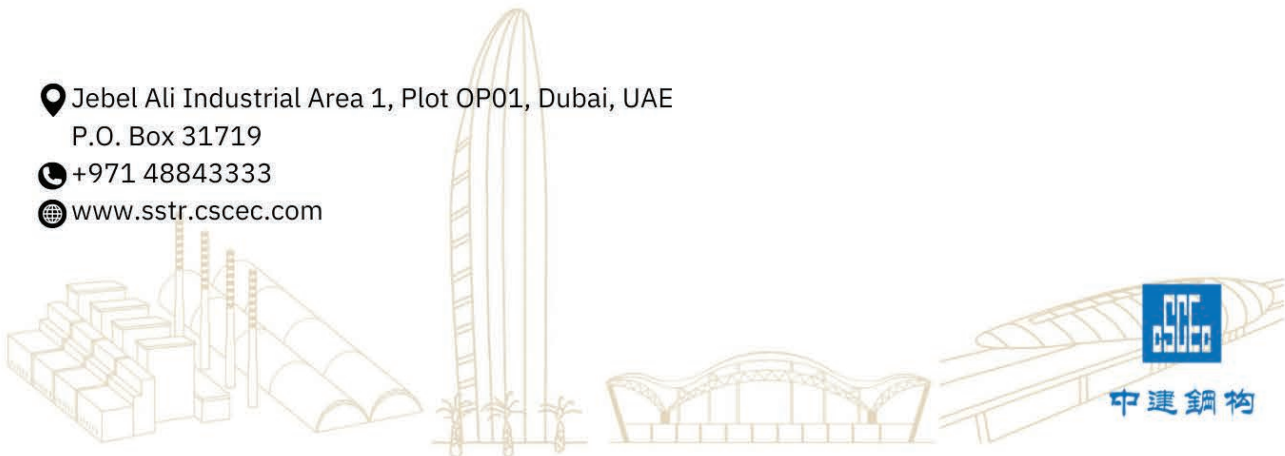 Jebel Ali Industrial Area 1, Plot OP01, Dubai, UAE
P.O. Box 31719
+971 48843333
www.sstr.cscec.com
CSCEC
中建鋼构